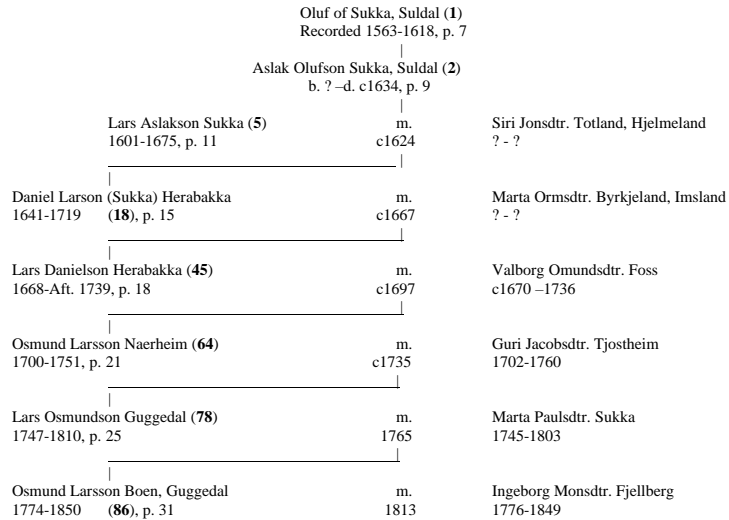 Oluf of Sukka, Suldal (1)
Recorded 1563-1618, p. 7
Aslak Olufson Sukka, Suldal (2)
b. ? –d. c1634, p. 9
Lars Aslakson Sukka (5) m. Siri Jonsdtr. Totland, Hjelmeland
1601-1675, p. 11 c1624 ? - ?
Daniel Larson (Sukka) Herabakka m. Marta Ormsdtr. Byrkjeland, Imsland
1641-1719 (18), p. 15 c1667 ? - ?
Lars Danielson Herabakka (45) m. Valborg Omundsdtr. Foss
1668-Aft. 1739, p. 18 c1697 c1670 –1736
Osmund Larsson Naerheim (64) m. Guri Jacobsdtr. Tjostheim
1700-1751, p. 21 c1735 1702-1760
Lars Osmundson Guggedal (78) m. Marta Paulsdtr. Sukka
1747-1810, p. 25 1765 1745-1803
Osmund Larsson Boen, Guggedal m. Ingeborg Monsdtr. Fjellberg
1774-1850 (86), p. 31 1813 1776-1849